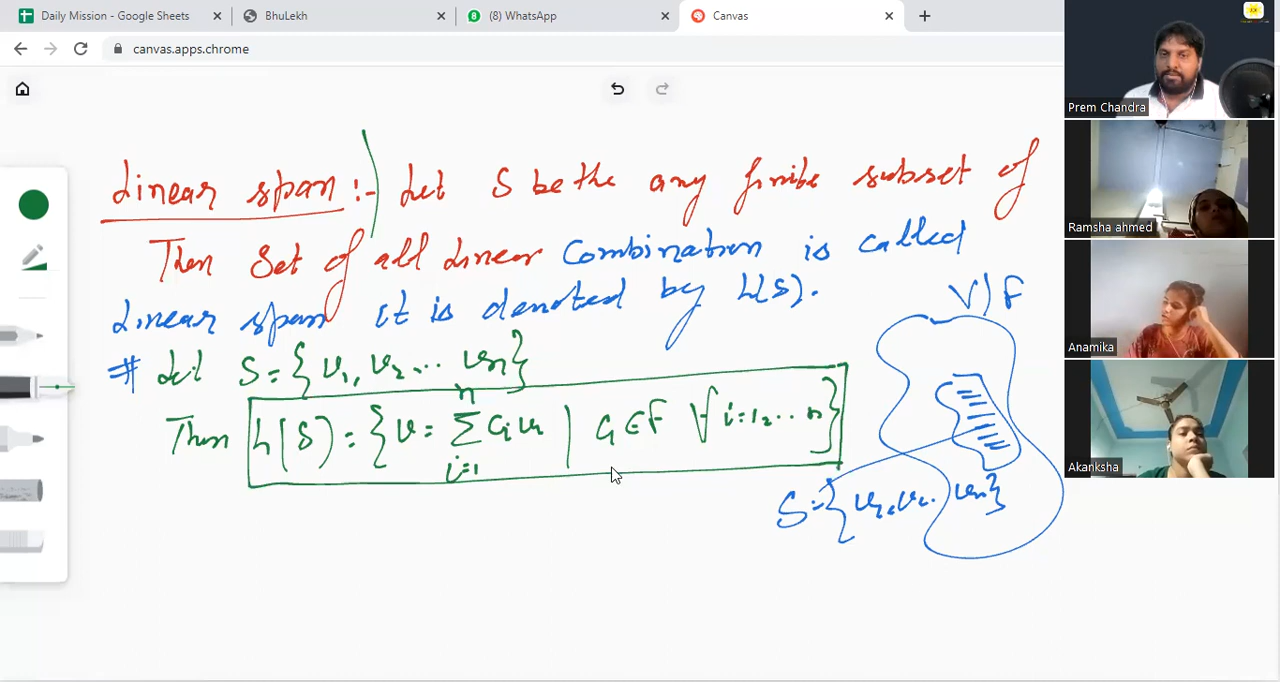 Daily Mission - Google Sheets
BhuLekh
(8) WhatsApp
Canvas
canvas.apps.chrome
Linear span :- Let S be the any finite subset of
Then Set of all Linear Combination is called
Linear span it is denoted by L(S).
V/F
# Let S = {v1, v2 ... vn}
Then L(S) = {v = ∑ i=1 n Ci vi | Ci ∈ F ∀ i=1,2,... n}
S = {v1, v2. vn}
Prem Chandra
Ramsha ahmed
Anamika
Akanksha